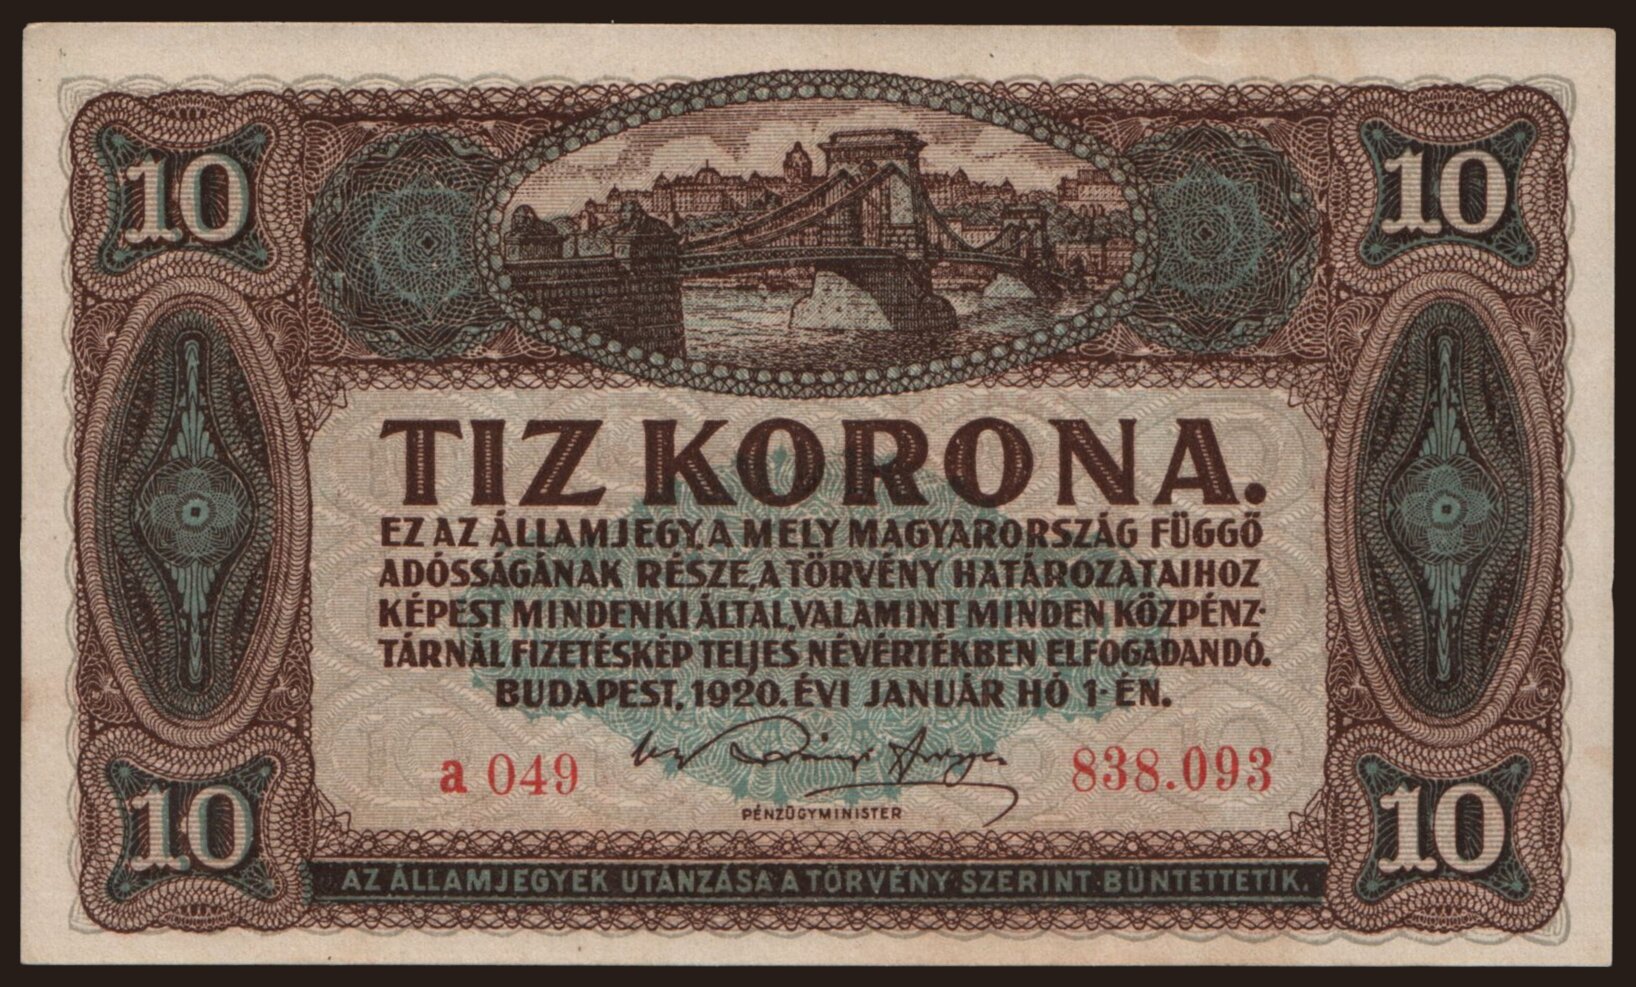 10 10
TIZ KORONA.
EZ AZ ÁLLAMJEGY, A MELY MAGYARORSZÁG FÜGGŐ
ADÓSSÁGÁNAK RÉSZE, A TÖRVÉNY HATÁROZATAIHOZ
KÉPEST MINDENKI ÁLTAL, VALAMINT MINDEN KÖZPÉNZ-
TÁRNÁL FIZETÉSKÉP TELJES NÉVÉRTÉKBEN ELFOGADANDÓ.
BUDAPEST, 1920. ÉVI JANUÁR HÓ 1-ÉN.
a 049 838.093
PÉNZÜGYMINISTER
10 10
AZ ÁLLAMJEGYEK UTÁNZÁSA A TÖRVÉNY SZERINT BÜNTETTETIK.